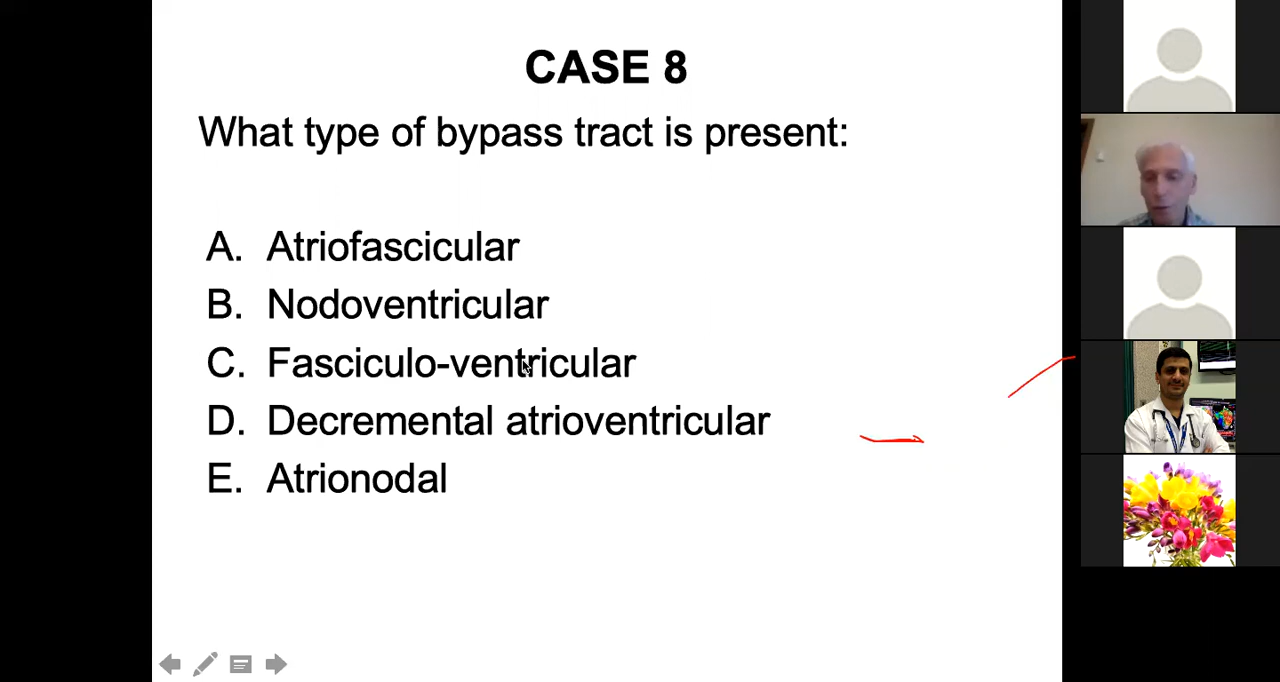 CASE 8
What type of bypass tract is present:
A. Atriofascicular
B. Nodoventricular
C. Fasciculo-ventricular
D. Decremental atrioventricular
E. Atrionodal